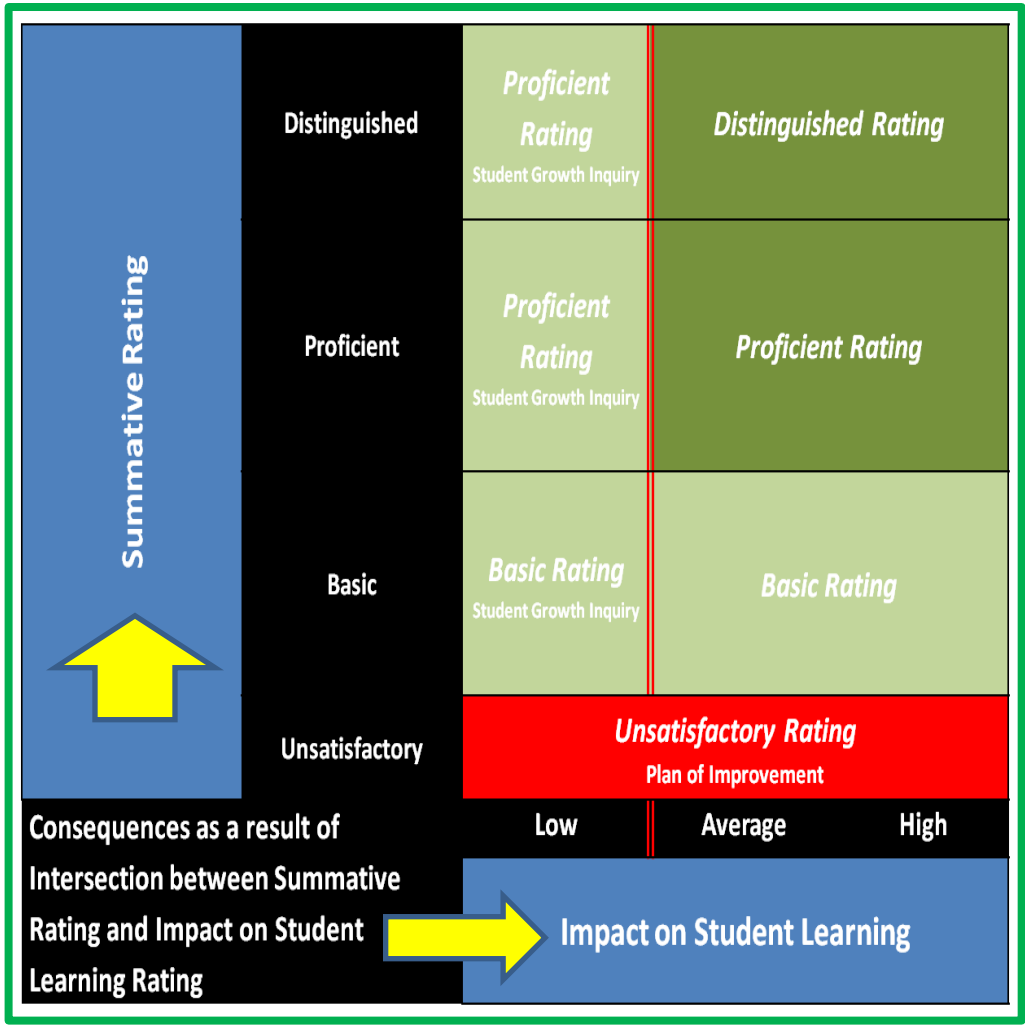 Summative Rating
Distinguished
Proficient
Rating
Student Growth Inquiry
Distinguished Rating
Proficient
Proficient
Rating
Student Growth Inquiry
Proficient Rating
Basic
Basic Rating
Student Growth Inquiry
Basic Rating
Unsatisfactory
Unsatisfactory Rating
Plan of Improvement
Consequences as a result of
Intersection between Summative
Rating and Impact on Student
Learning Rating
Low
Average
High
Impact on Student Learning